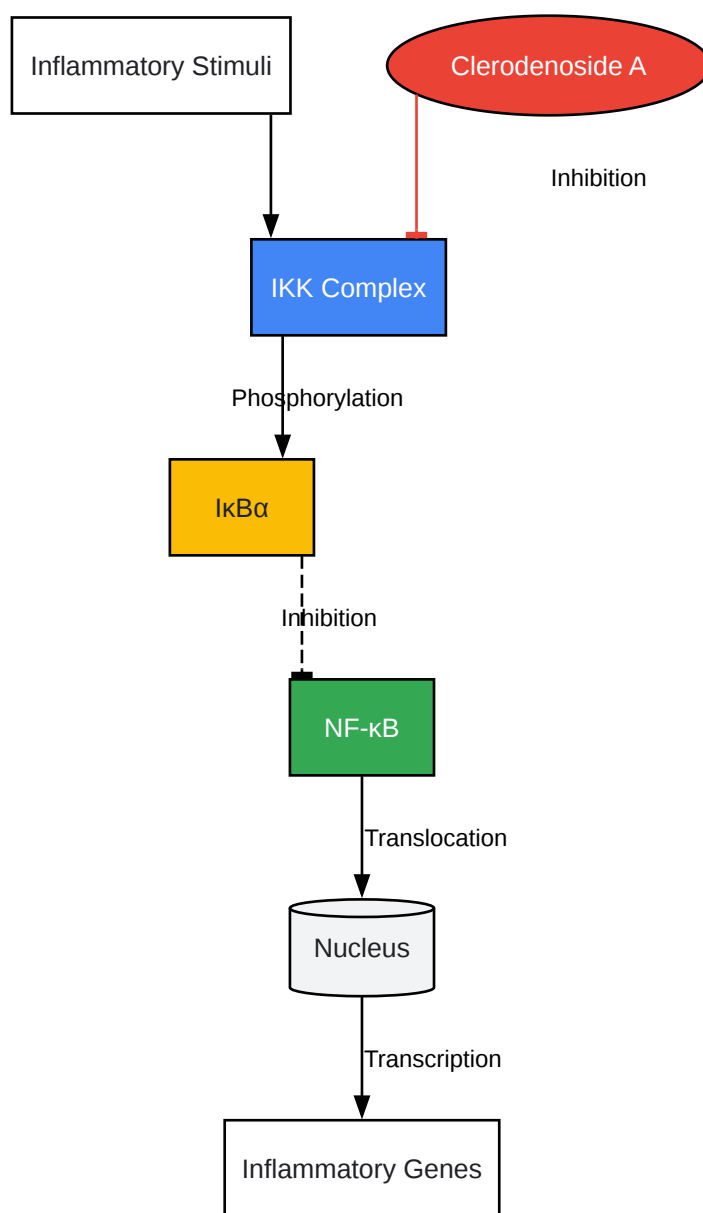 Inflammatory Stimuli
Clerodenoside A
Inhibition
IKK Complex
Phosphorylation
IκBα
Inhibition
NF-κB
Translocation
Nucleus
Transcription
Inflammatory Genes